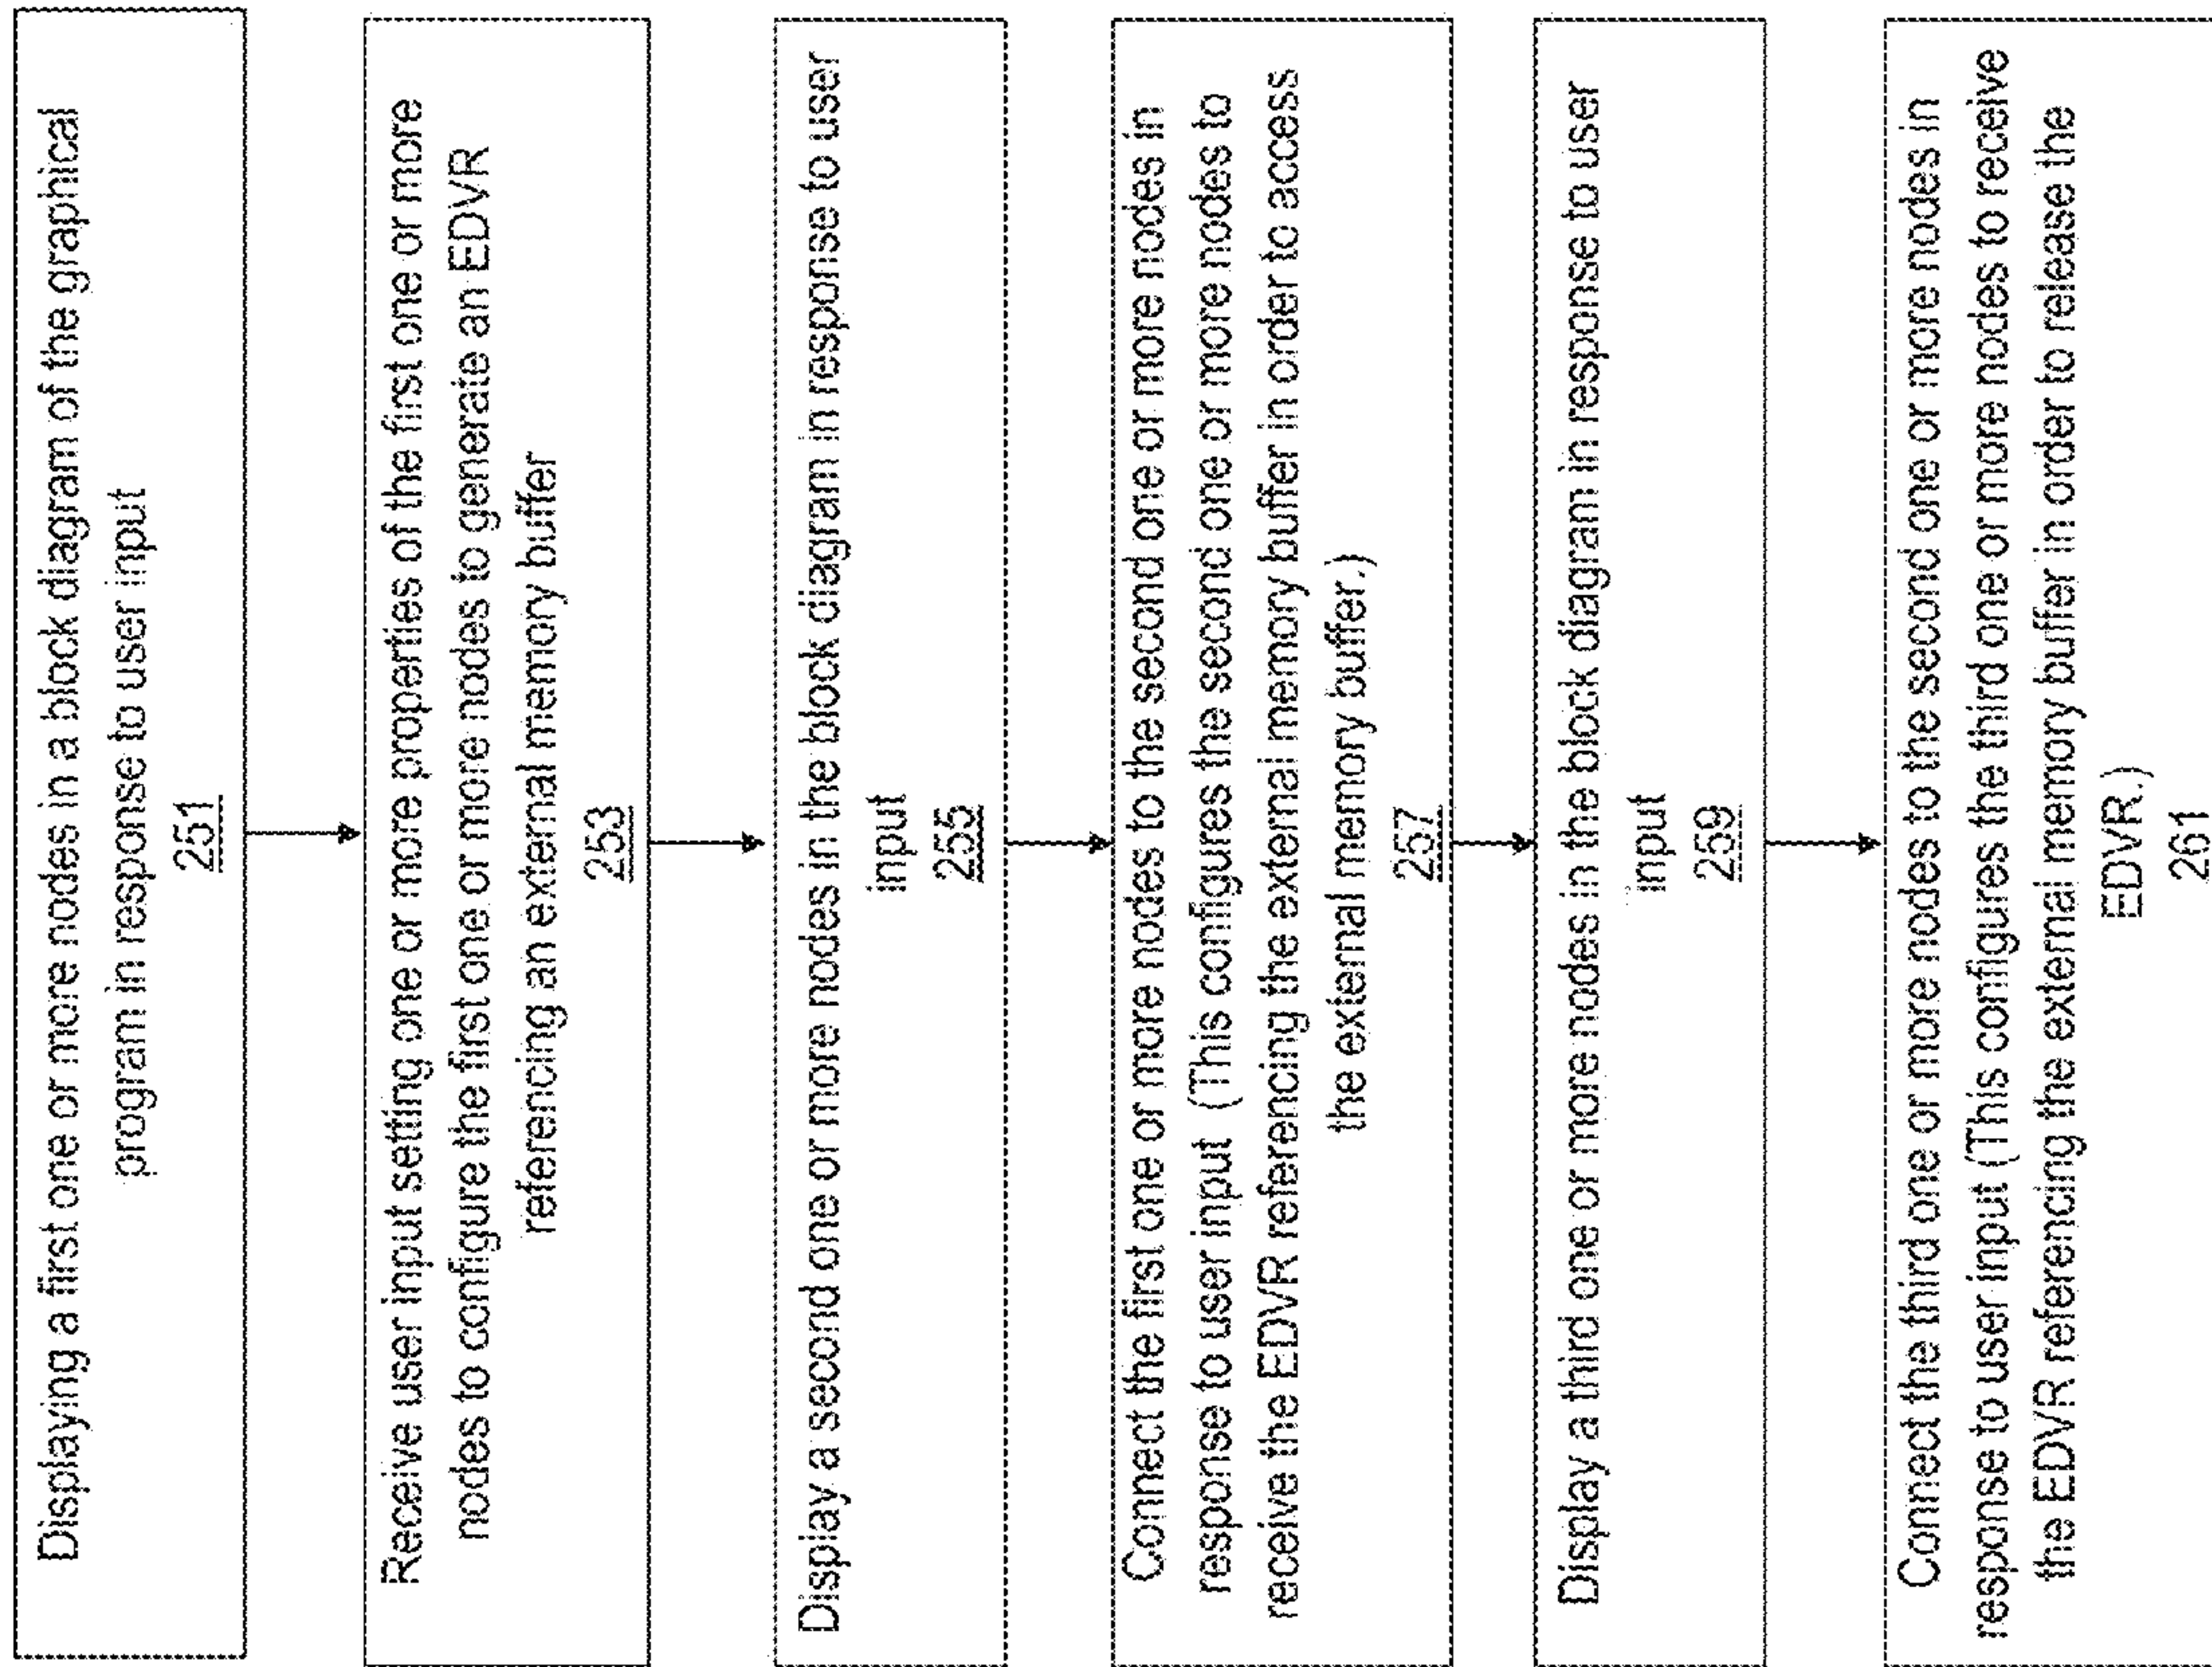 Displaying a first one or more nodes in a block diagram of the graphical
program in response to user input
251
Receive user input setting one or more properties of the first one or more
nodes to configure the first one or more nodes to generate an EDVR
referencing an external memory buffer
253
Display a second one or more nodes in the block diagram in response to user
input
255
Connect the first one or more nodes to the second one or more nodes in
response to user input (This configures the second one or more nodes to
receive the EDVR referencing the external memory buffer in order to access
the external memory buffer.)
257
Display a third one or more nodes in the block diagram in response to user
input
259
Connect the third one or more nodes to the second one or more nodes in
response to user input (This configures the third one or more nodes to receive
the EDVR referencing the external memory buffer in order to release the
EDVR.)
261